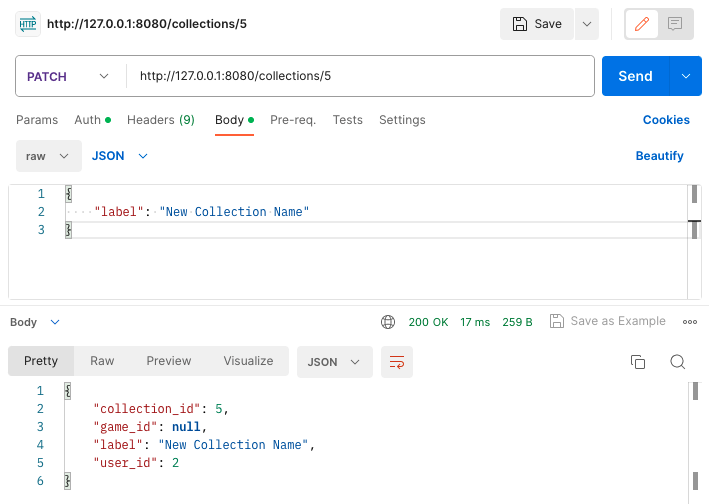 HTTP http://127.0.0.1:8080/collections/5 Save
PATCH http://127.0.0.1:8080/collections/5 Send
Params Auth Headers (9) Body Pre-req. Tests Settings Cookies
raw JSON Beautify
1 {
2 "label": "New Collection Name"
3 }
Body 200 OK 17 ms 259 B Save as Example
Pretty Raw Preview Visualize JSON
1 {
2 "collection_id": 5,
3 "game_id": null,
4 "label": "New Collection Name",
5 "user_id": 2
6 }